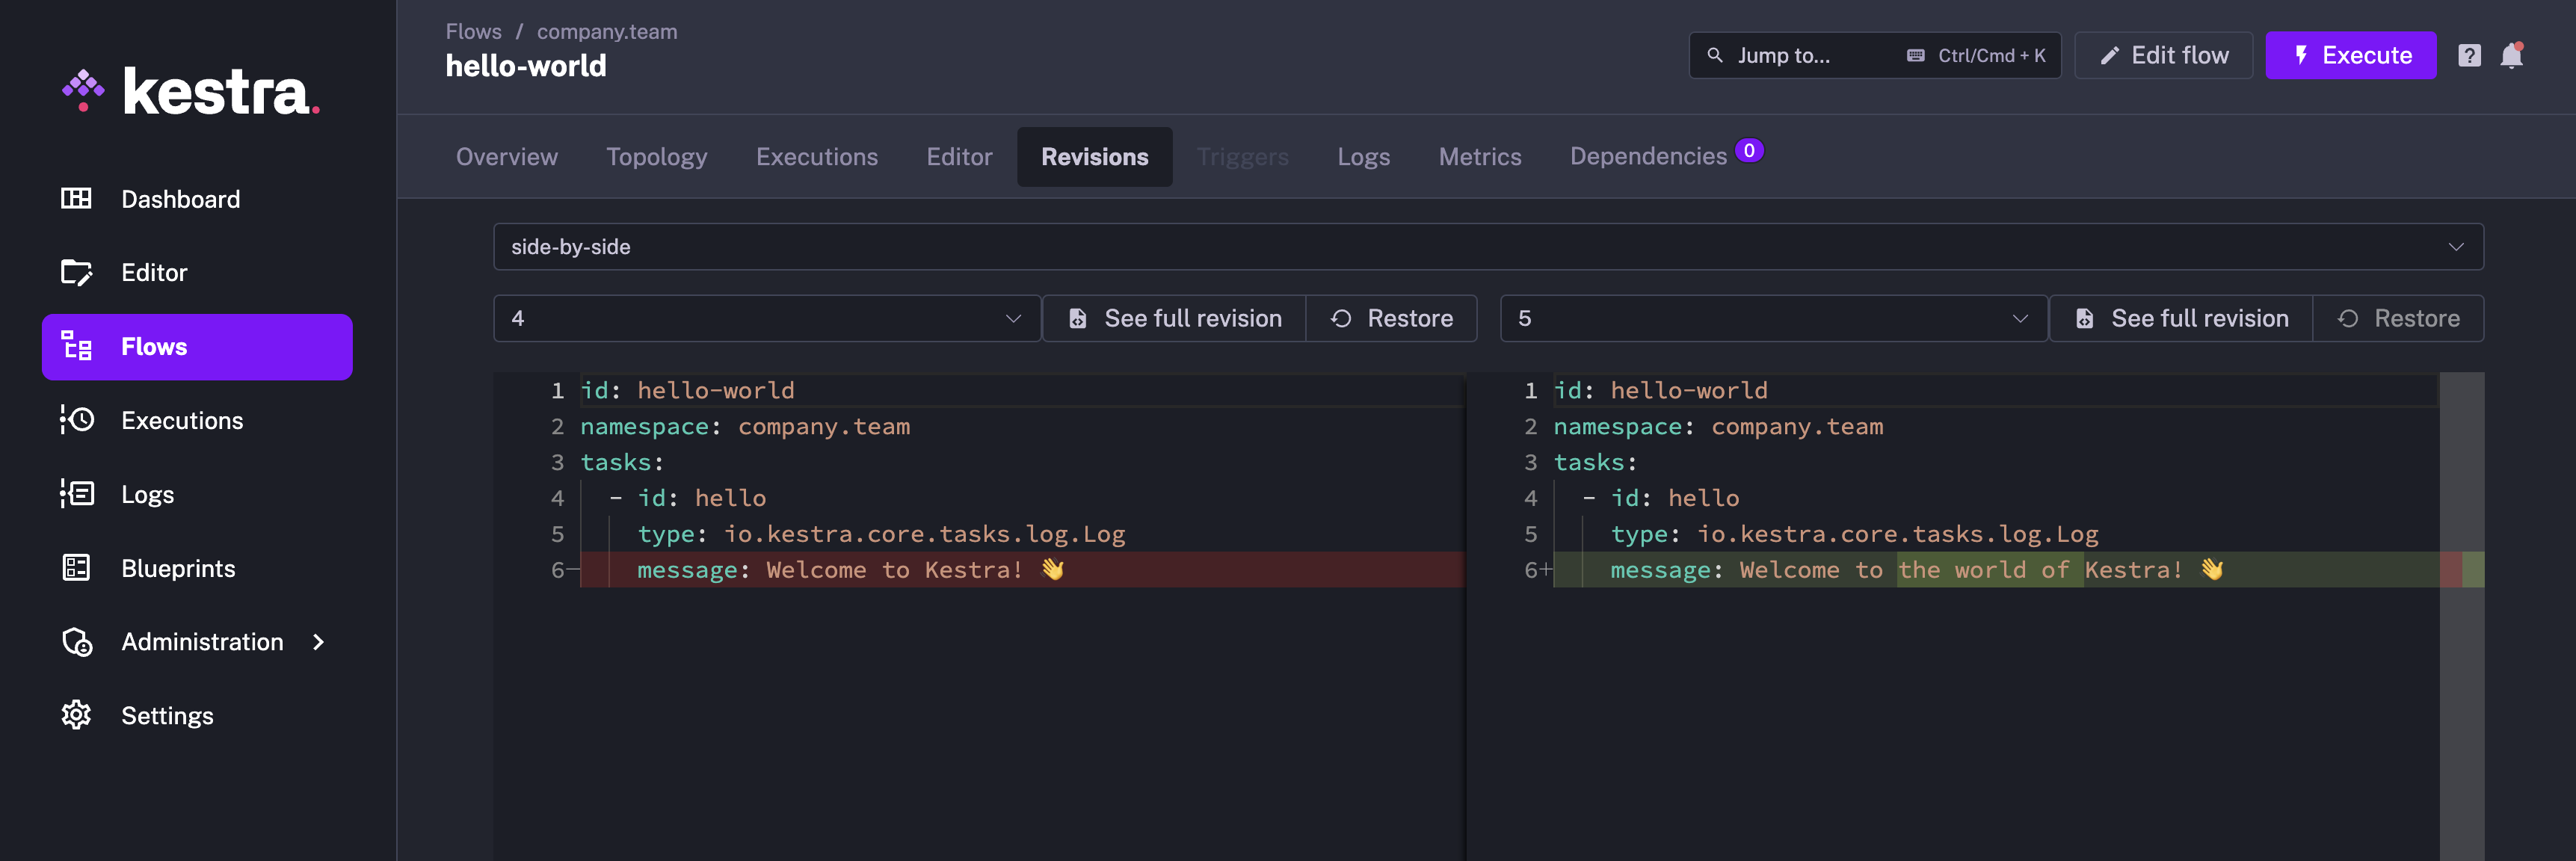 kestra.
Dashboard
Editor
Flows
Executions
Logs
Blueprints
Administration
Settings
Flows / company.team
hello-world
Jump to... Ctrl/Cmd + K
Edit flow
Execute
Overview Topology Executions Editor Revisions Triggers Logs Metrics Dependencies 0
side-by-side
4 See full revision Restore
5 See full revision Restore
1 id: hello-world
2 namespace: company.team
3 tasks:
4 - id: hello
5 type: io.kestra.core.tasks.log.Log
6− message: Welcome to Kestra! 👋
1 id: hello-world
2 namespace: company.team
3 tasks:
4 - id: hello
5 type: io.kestra.core.tasks.log.Log
6+ message: Welcome to the world of Kestra! 👋